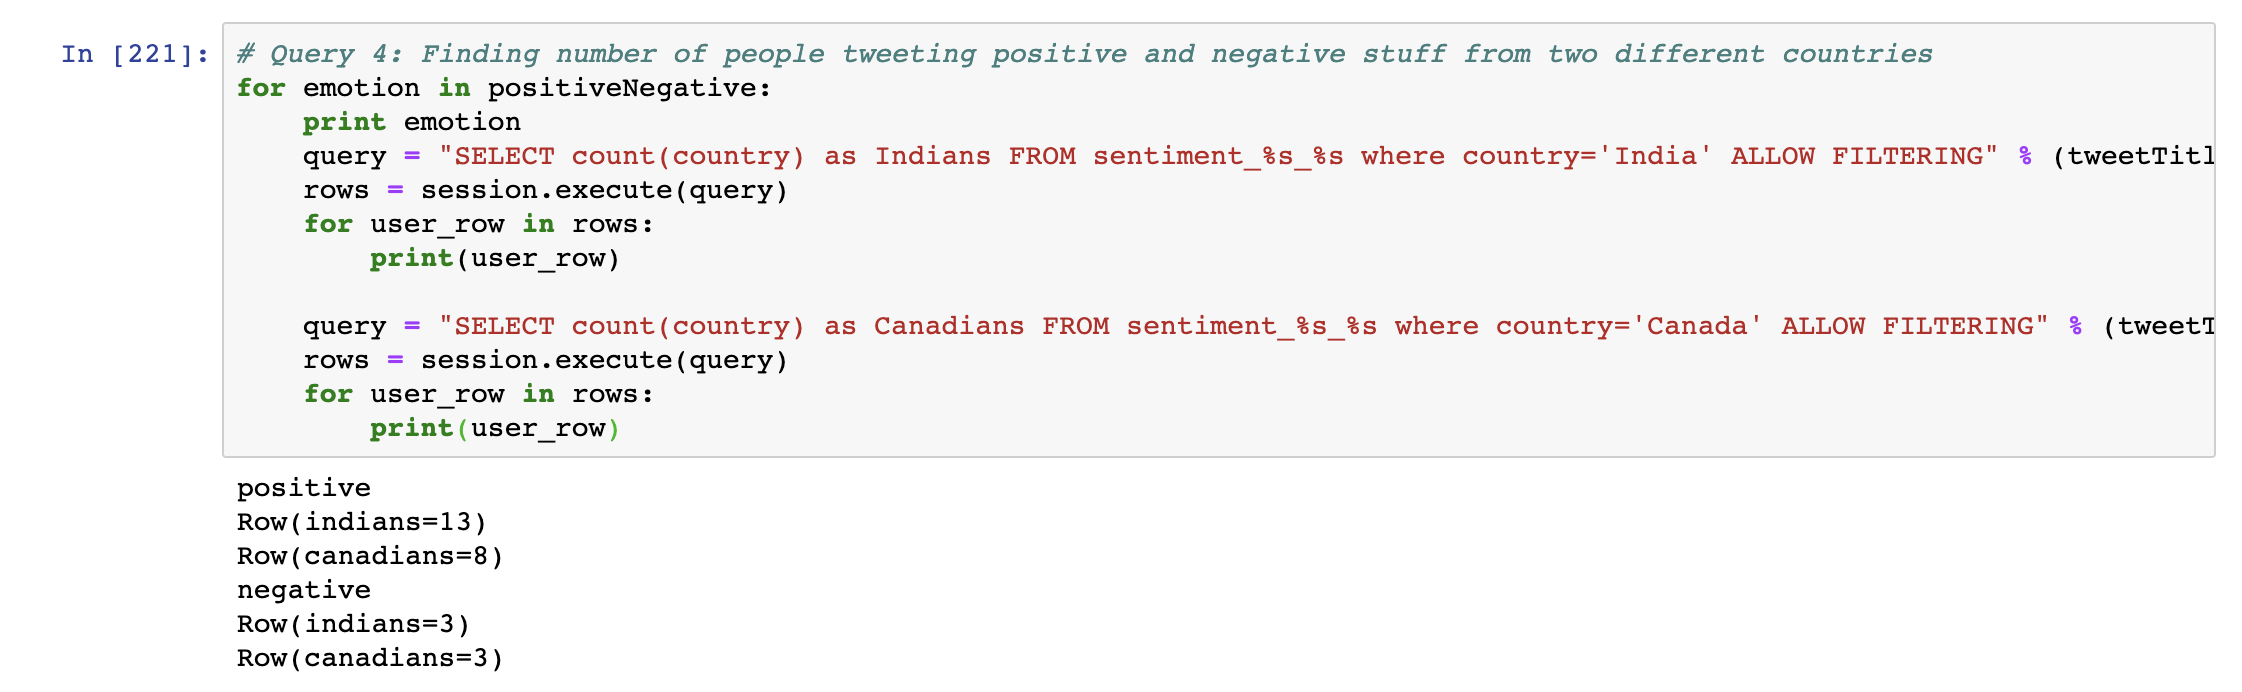 In [221]:
# Query 4: Finding number of people tweeting positive and negative stuff from two different countries
for emotion in positiveNegative:
    print emotion
    query = "SELECT count(country) as Indians FROM sentiment_%s_%s where country='India' ALLOW FILTERING" % (tweetTitl
    rows = session.execute(query)
    for user_row in rows:
        print(user_row)

    query = "SELECT count(country) as Canadians FROM sentiment_%s_%s where country='Canada' ALLOW FILTERING" % (tweetT
    rows = session.execute(query)
    for user_row in rows:
        print(user_row)
positive
Row(indians=13)
Row(canadians=8)
negative
Row(indians=3)
Row(canadians=3)